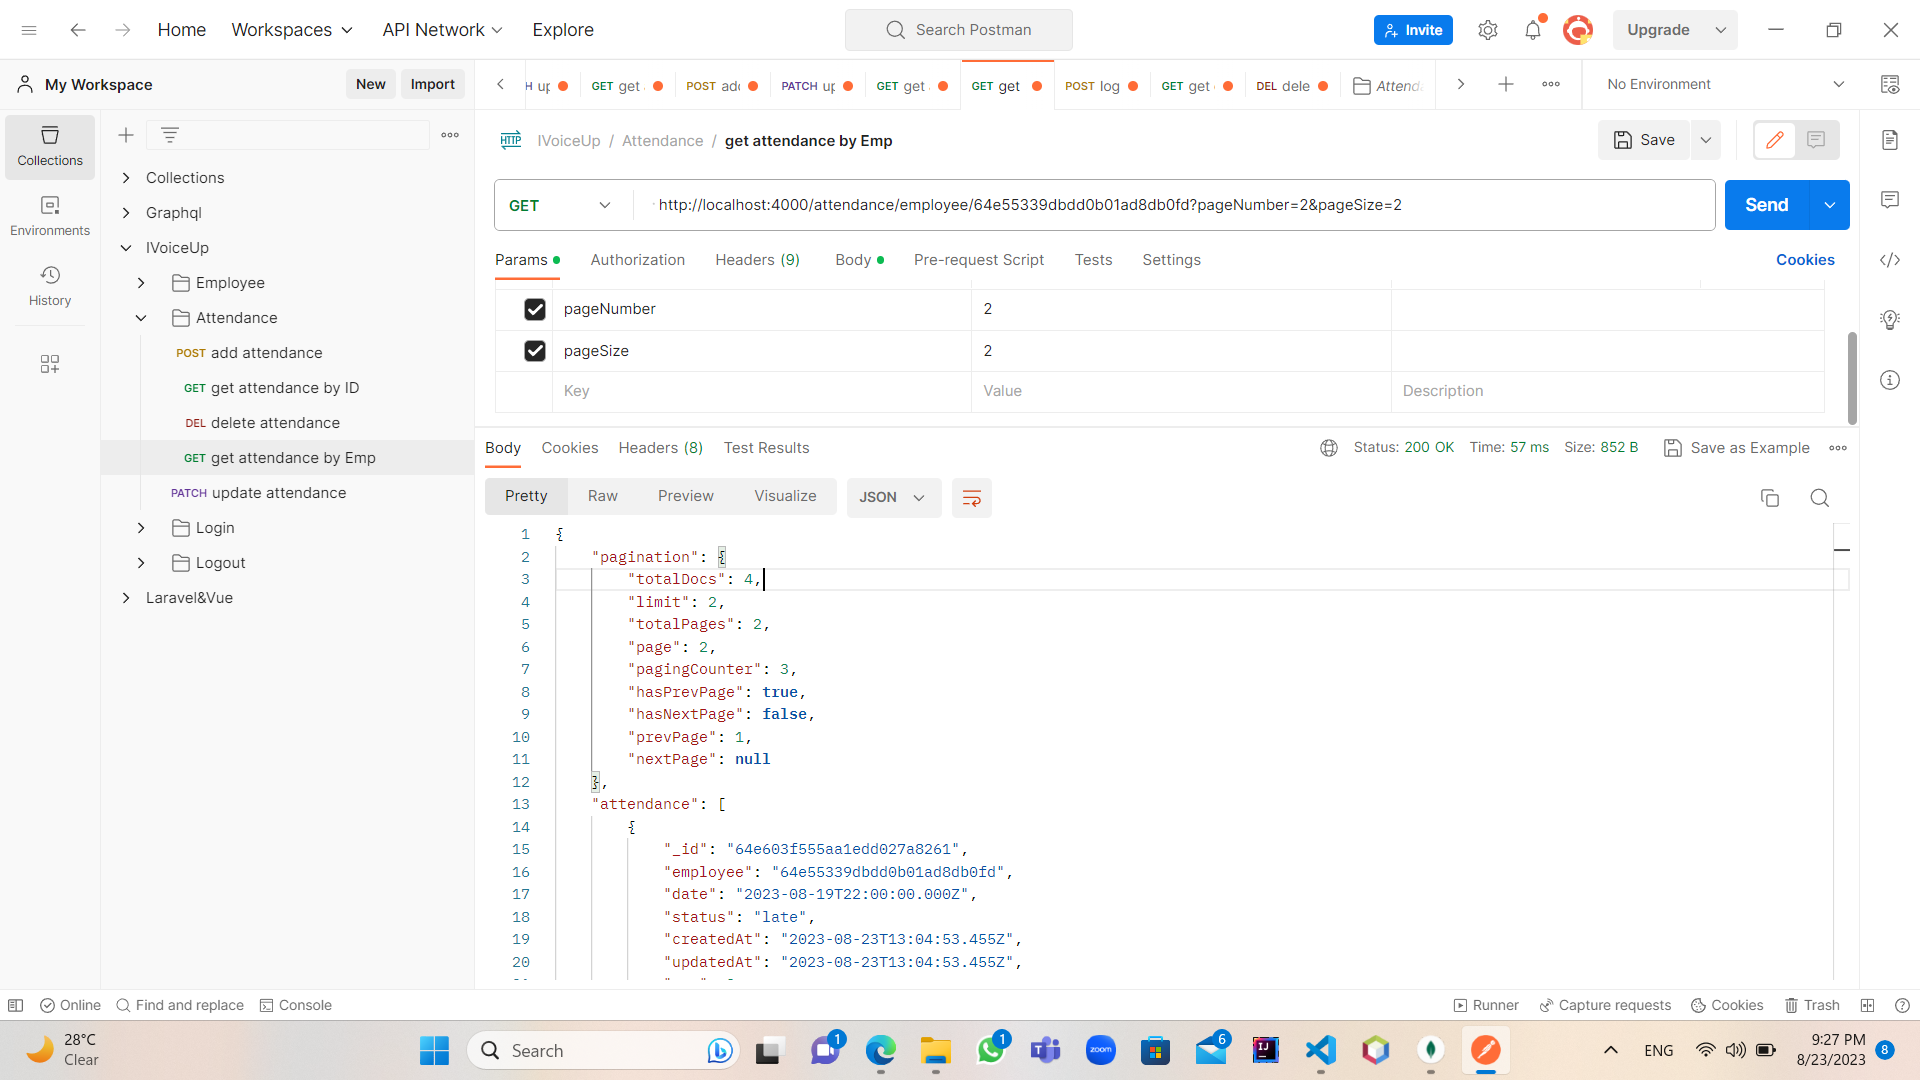 Home
Workspaces
API Network
Explore
Search Postman
Invite
Upgrade
My Workspace
New
Import
GET get
POST add
PATCH up
GET get
GET get
POST log
GET get
DEL dele
Attend
No Environment
Collections
Environments
History
Collections
Graphql
IVoiceUp
Employee
Attendance
POST add attendance
GET get attendance by ID
DEL delete attendance
GET get attendance by Emp
PATCH update attendance
Login
Logout
Laravel&Vue
HTTP IVoiceUp / Attendance / get attendance by Emp
Save
GET
http://localhost:4000/attendance/employee/64e55339dbdd0b01ad8db0fd?pageNumber=2&pageSize=2
Send
Params Authorization Headers (9) Body Pre-request Script Tests Settings Cookies
pageNumber 2
pageSize 2
Key Value Description
Body Cookies Headers (8) Test Results
Status: 200 OK Time: 57 ms Size: 852 B Save as Example
Pretty Raw Preview Visualize JSON
1 {
2 "pagination": {
3 "totalDocs": 4,
4 "limit": 2,
5 "totalPages": 2,
6 "page": 2,
7 "pagingCounter": 3,
8 "hasPrevPage": true,
9 "hasNextPage": false,
10 "prevPage": 1,
11 "nextPage": null
12 },
13 "attendance": [
14 {
15 "_id": "64e603f555aa1edd027a8261",
16 "employee": "64e55339dbdd0b01ad8db0fd",
17 "date": "2023-08-19T22:00:00.000Z",
18 "status": "late",
19 "createdAt": "2023-08-23T13:04:53.455Z",
20 "updatedAt": "2023-08-23T13:04:53.455Z",
Online
Find and replace
Console
Runner
Capture requests
Cookies
Trash
28°C
Clear
Search
1
1
zoom
6
IJ
ENG
9:27 PM
8/23/2023
8